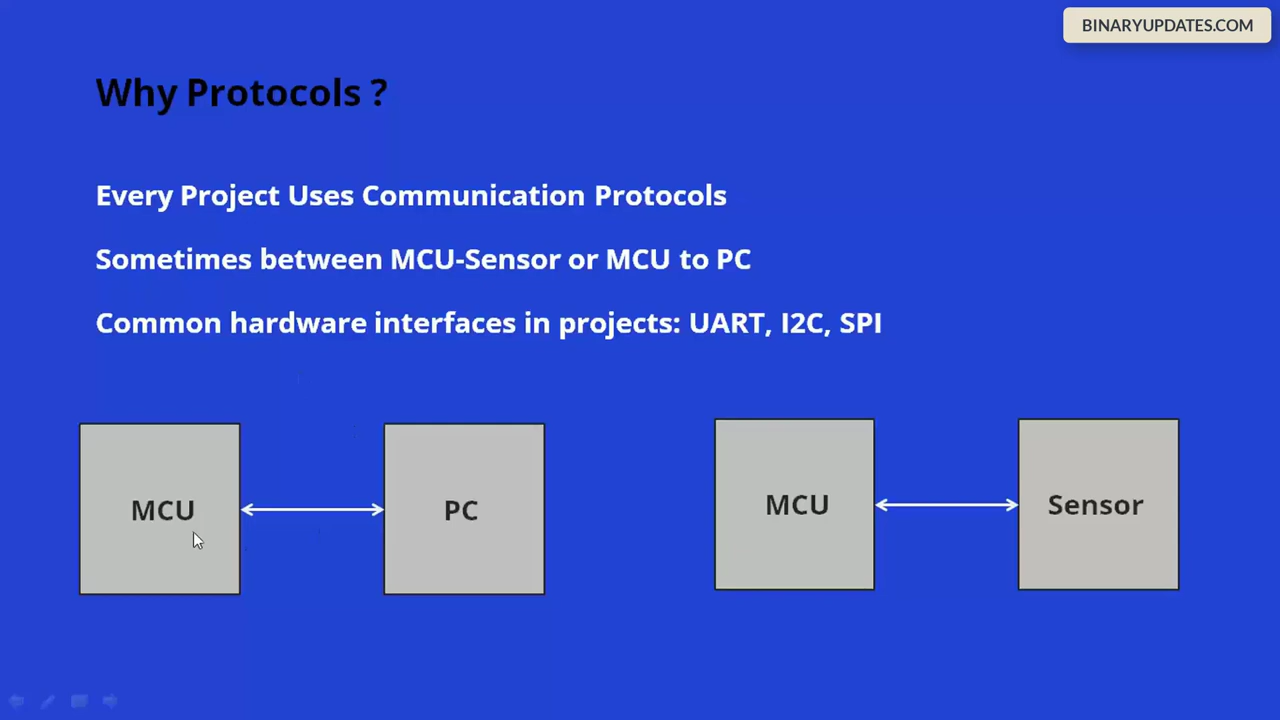 BINARYUPDATES.COM
Why Protocols ?
Every Project Uses Communication Protocols
Sometimes between MCU-Sensor or MCU to PC
Common hardware interfaces in projects: UART, I2C, SPI
MCU
PC
MCU
Sensor